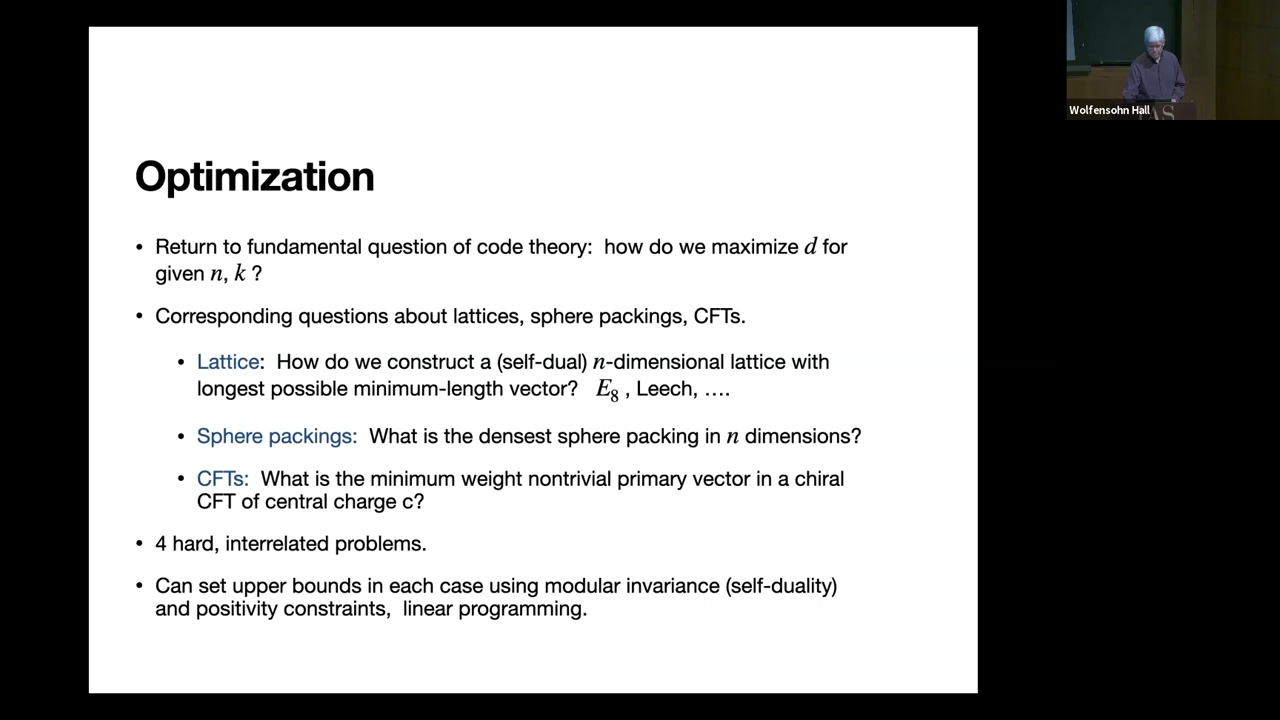 Optimization
• Return to fundamental question of code theory: how do we maximize d for
given n, k ?
• Corresponding questions about lattices, sphere packings, CFTs.
• Lattice: How do we construct a (self-dual) n-dimensional lattice with
longest possible minimum-length vector? E₈ , Leech, ….
• Sphere packings: What is the densest sphere packing in n dimensions?
• CFTs: What is the minimum weight nontrivial primary vector in a chiral
CFT of central charge c?
• 4 hard, interrelated problems.
• Can set upper bounds in each case using modular invariance (self-duality)
and positivity constraints, linear programming.
Wolfensohn Hall